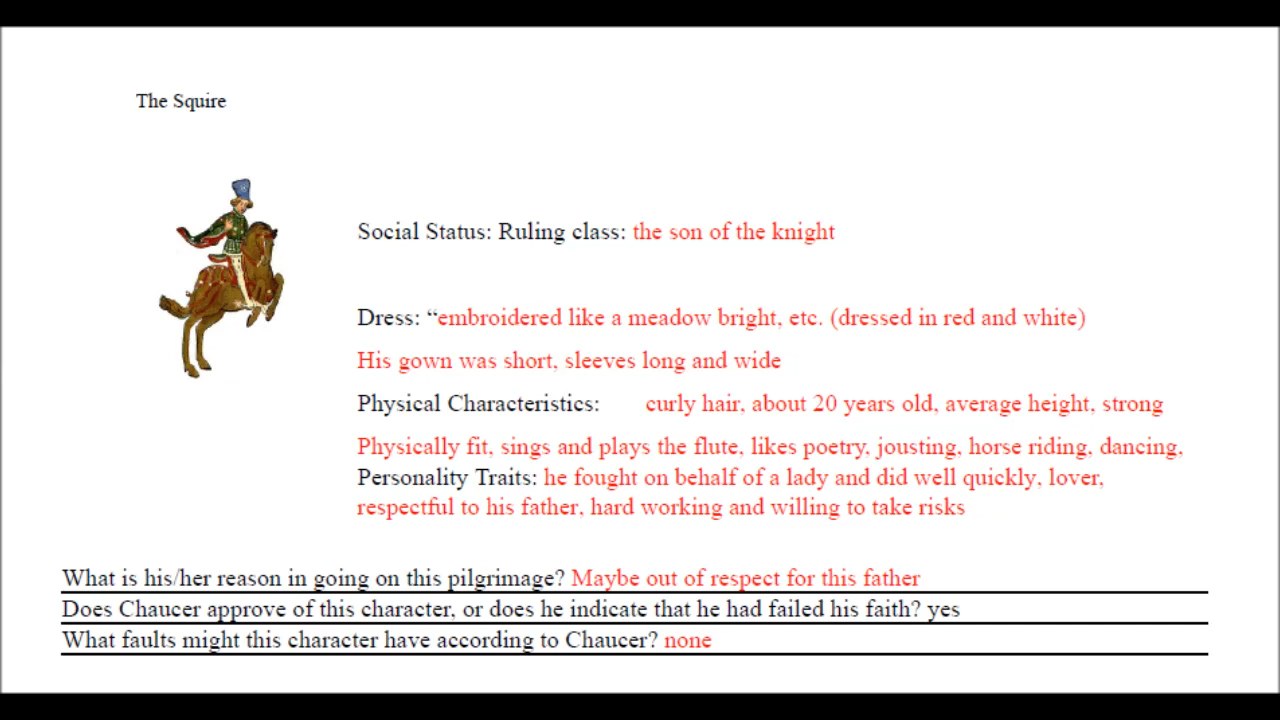 The Squire
Social Status: Ruling class: the son of the knight
Dress: “embroidered like a meadow bright, etc. (dressed in red and white)
His gown was short, sleeves long and wide
Physical Characteristics: curly hair, about 20 years old, average height, strong
Physically fit, sings and plays the flute, likes poetry, jousting, horse riding, dancing,
Personality Traits: he fought on behalf of a lady and did well quickly, lover,
respectful to his father, hard working and willing to take risks
What is his/her reason in going on this pilgrimage? Maybe out of respect for this father
Does Chaucer approve of this character, or does he indicate that he had failed his faith? yes
What faults might this character have according to Chaucer? none